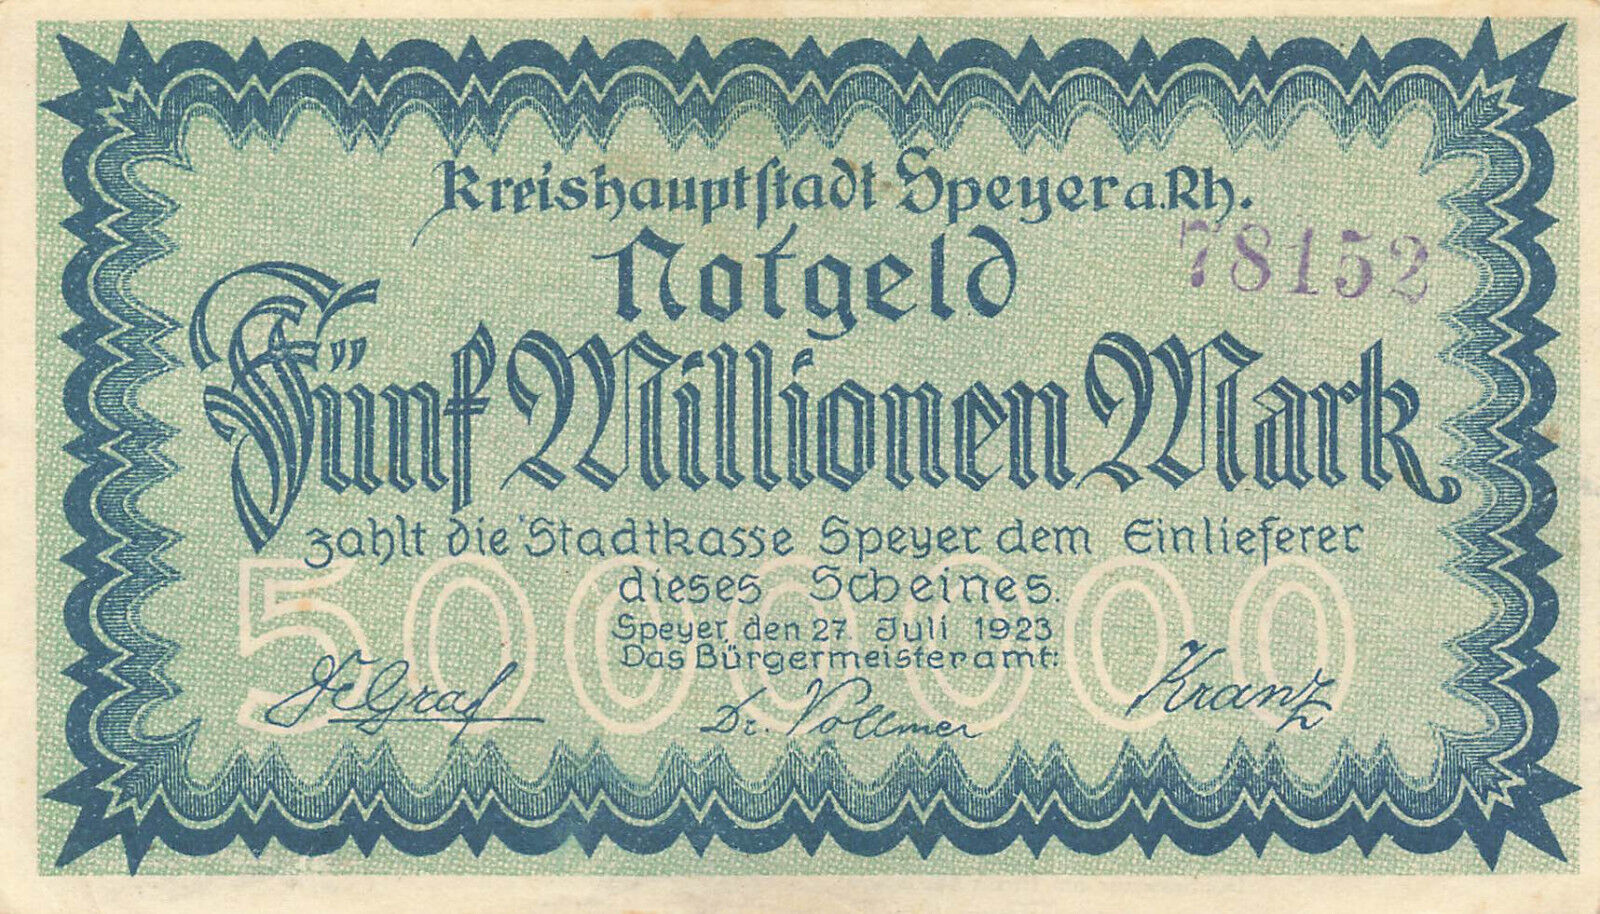 Kreishauptstadt Speyer a. Rh.
Notgeld
78152
Fünf Millionen Mark
zahlt die Stadtkasse Speyer dem Einlieferer
dieses Scheines.
5000000
Speyer, den 27. Juli 1923
Das Bürgermeisteramt:
Dr. Vollmer
Kranz